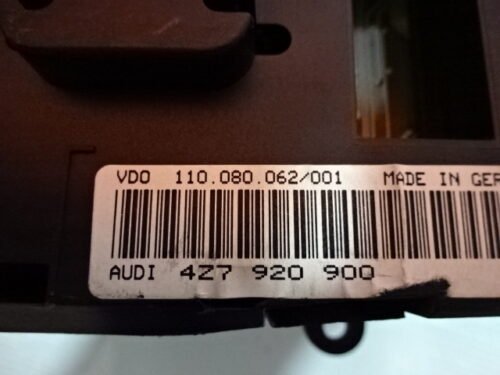 VDO 110.080.062/001 MADE IN GER
AUDI 4Z7 920 900